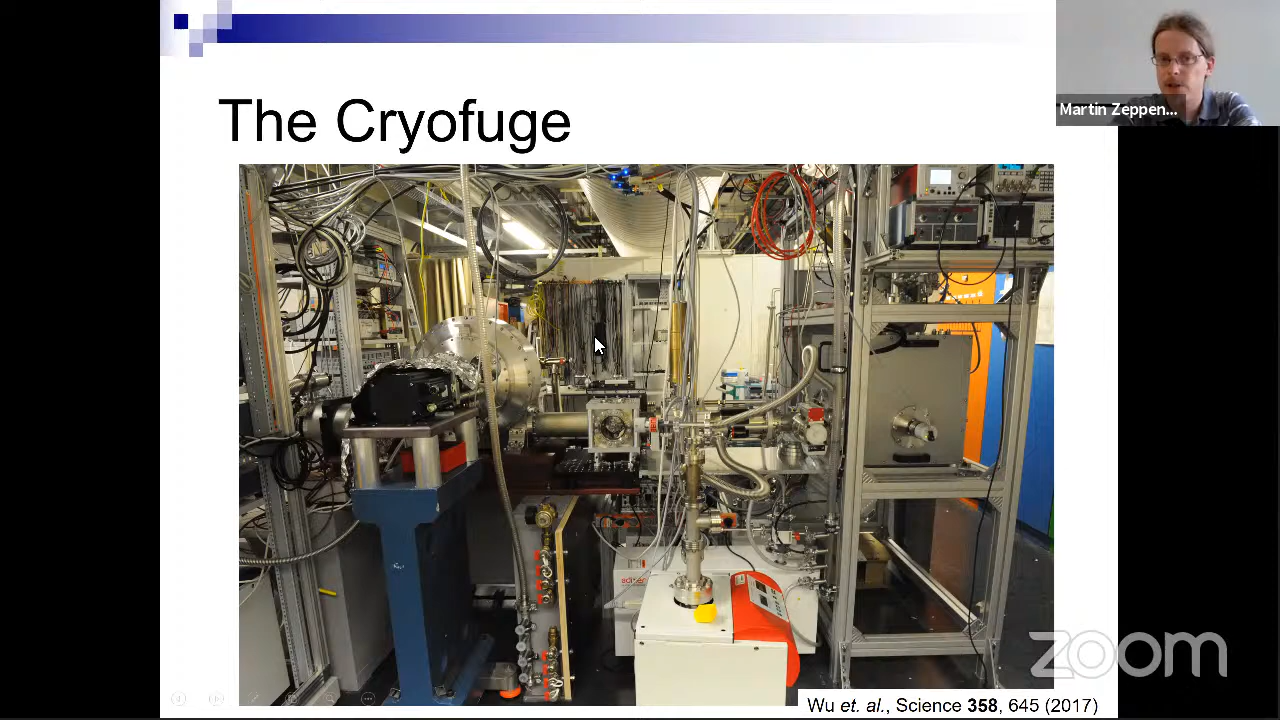 The Cryofuge
Martin Zeppen...
zoom
Wu et. al., Science 358, 645 (2017)